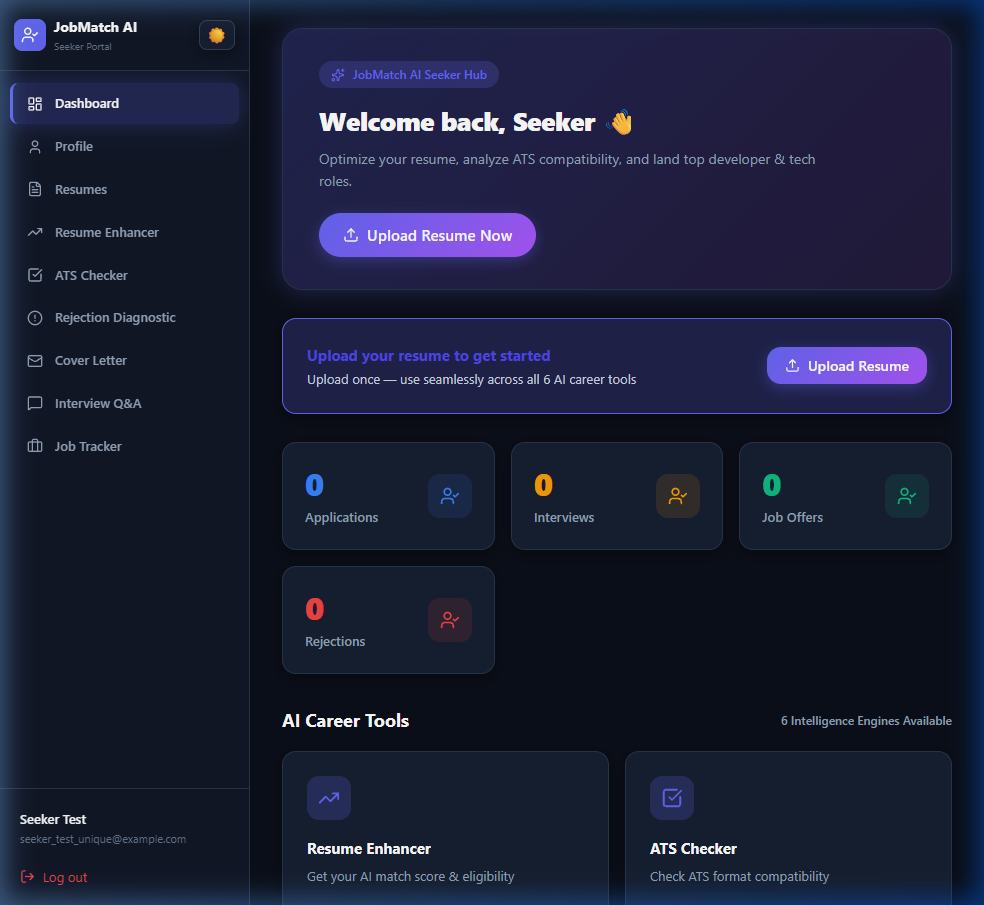 JobMatch AI
Seeker Portal
Dashboard
Profile
Resumes
Resume Enhancer
ATS Checker
Rejection Diagnostic
Cover Letter
Interview Q&A
Job Tracker
Seeker Test
seeker_test_unique@example.com
Log out
JobMatch AI Seeker Hub
Welcome back, Seeker 👋
Optimize your resume, analyze ATS compatibility, and land top developer & tech
roles.
Upload Resume Now
Upload your resume to get started
Upload once — use seamlessly across all 6 AI career tools
Upload Resume
0
Applications
0
Interviews
0
Job Offers
0
Rejections
AI Career Tools
6 Intelligence Engines Available
Resume Enhancer
Get your AI match score & eligibility
ATS Checker
Check ATS format compatibility